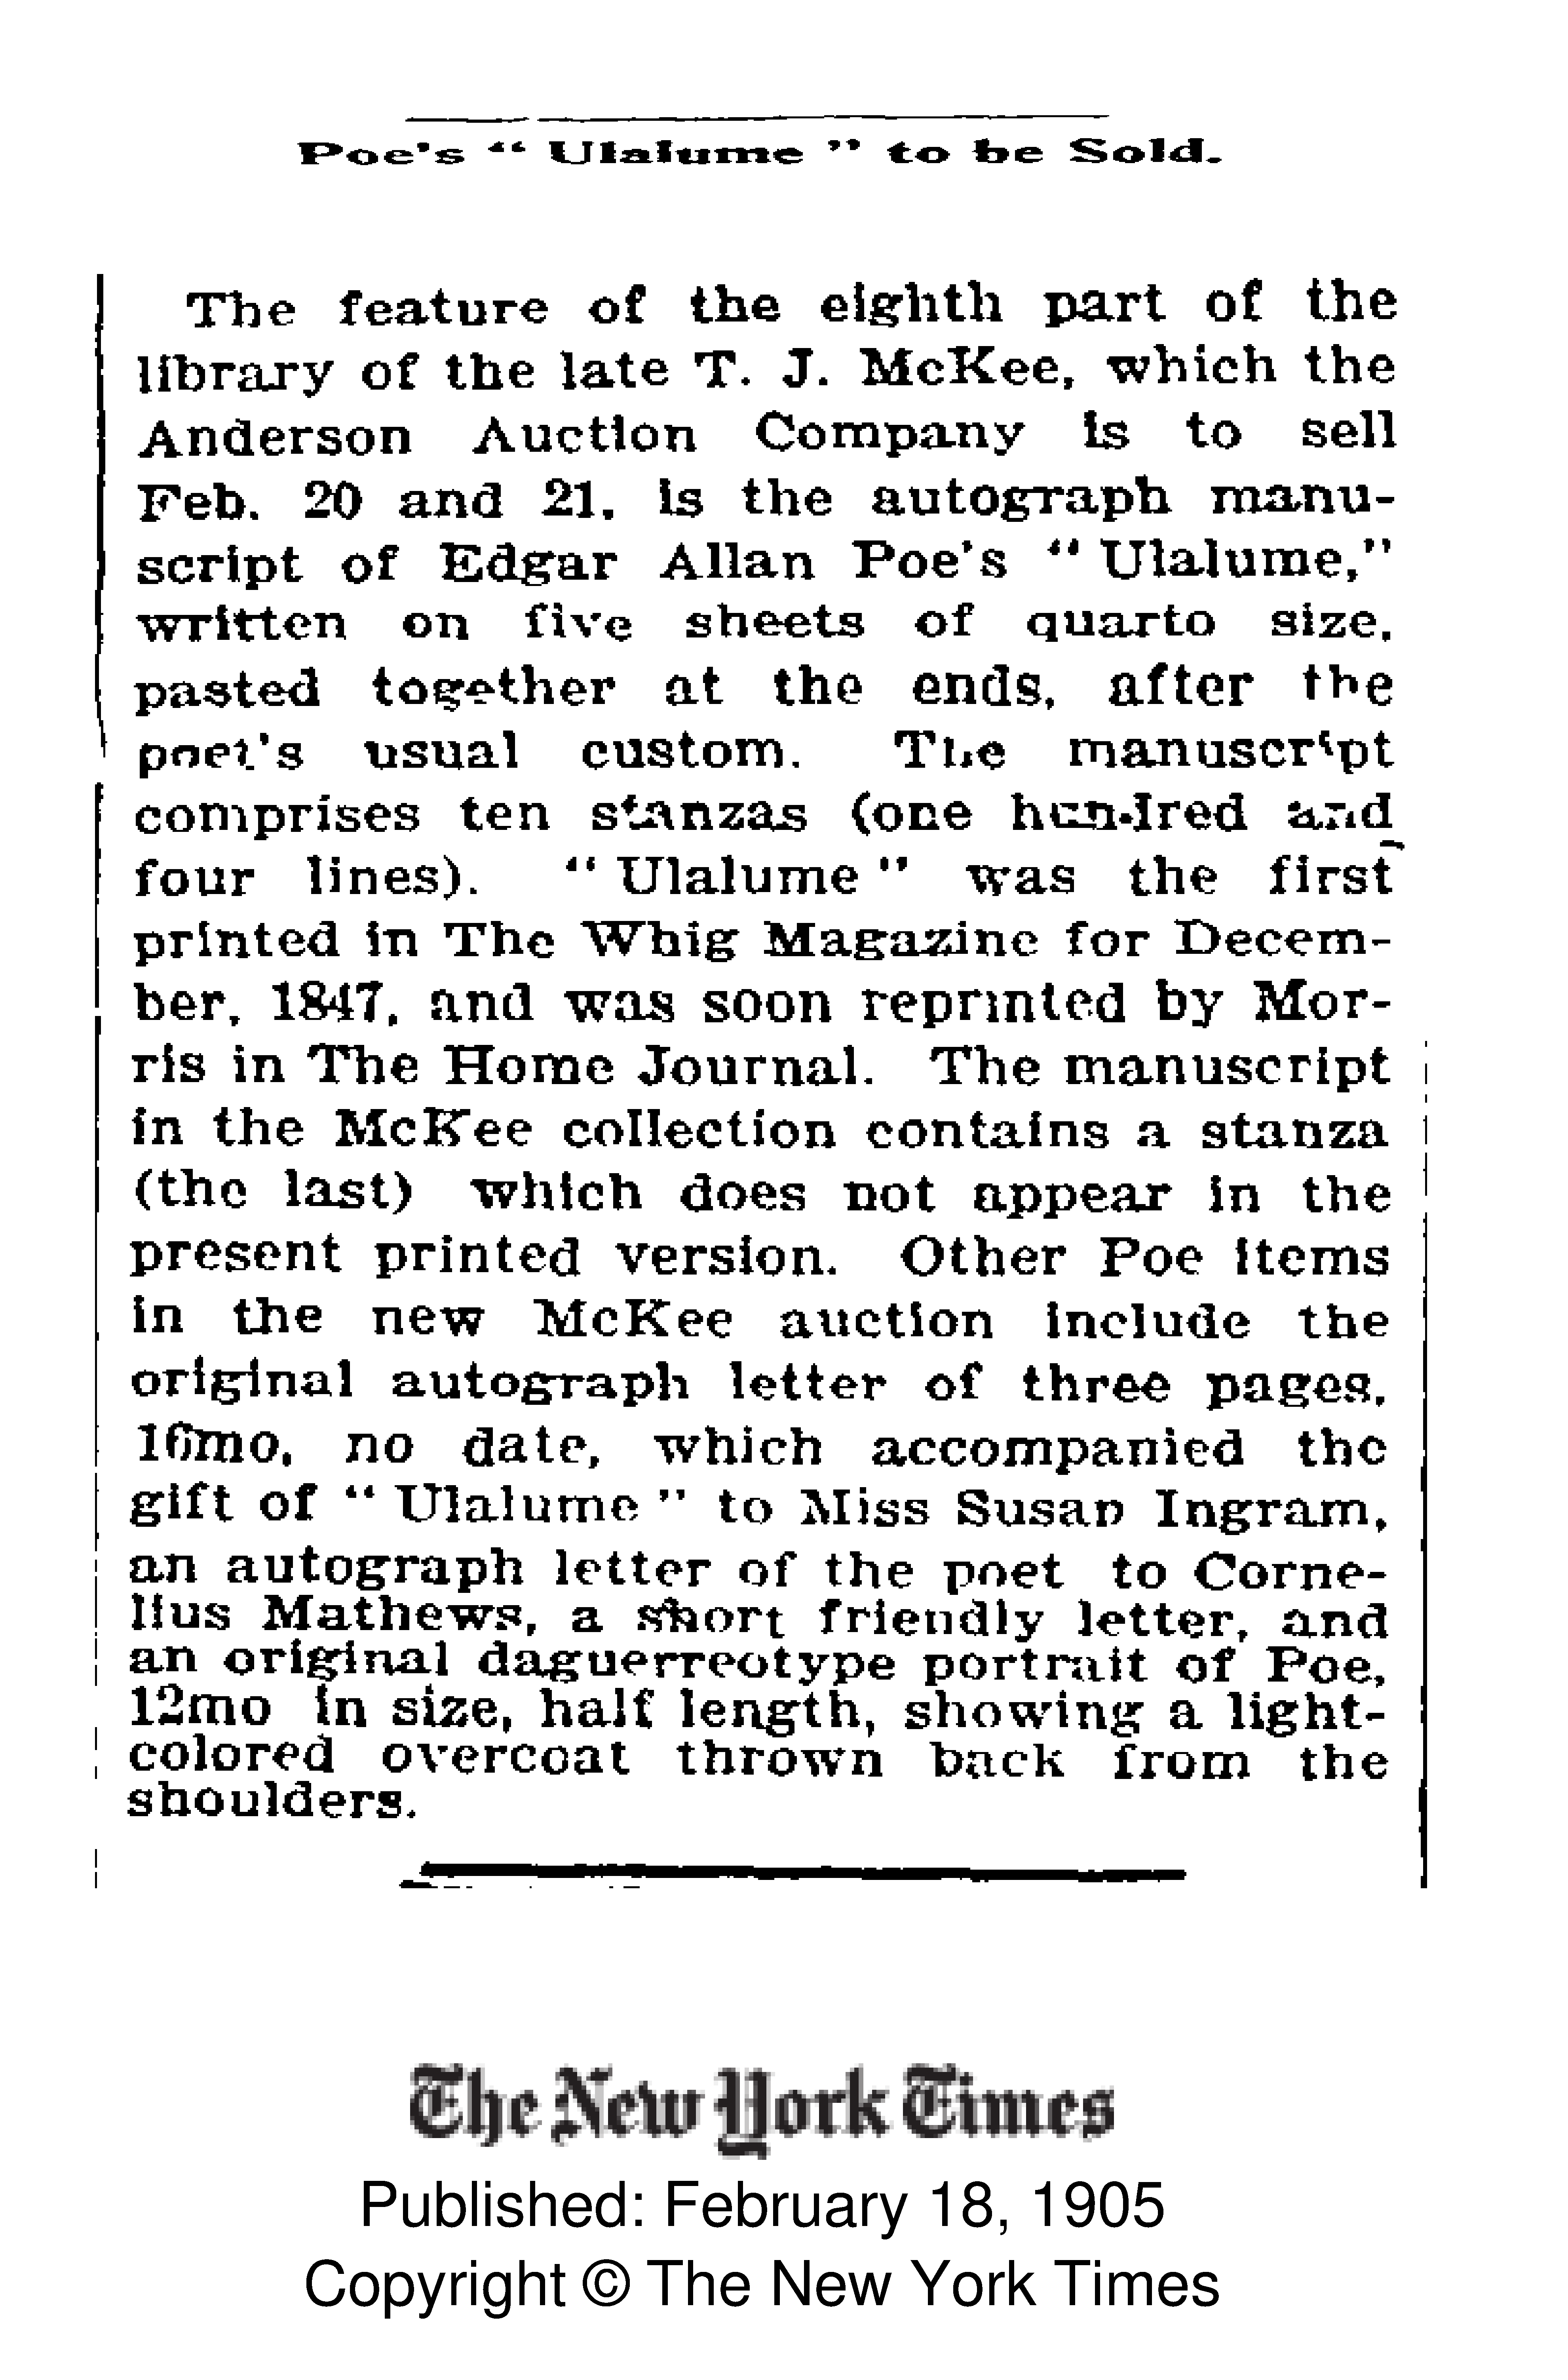 Poe's “ Ulalume ” to be Sold.
The feature of the eighth part of the
library of the late T. J. McKee, which the
Anderson Auction Company is to sell
Feb. 20 and 21, is the autograph manu-
script of Edgar Allan Poe's “ Ulalume,”
written on five sheets of quarto size,
pasted together at the ends, after the
poet's usual custom. The manuscript
comprises ten stanzas (one hundred and
four lines). “ Ulalume ” was the first
printed in The Whig Magazine for Decem-
ber, 1847, and was soon reprinted by Mor-
ris in The Home Journal. The manuscript
in the McKee collection contains a stanza
(the last) which does not appear in the
present printed version. Other Poe items
in the new McKee auction include the
original autograph letter of three pages,
16mo, no date, which accompanied the
gift of “ Ulalume ” to Miss Susan Ingram,
an autograph letter of the poet to Corne-
lius Mathews, a short friendly letter, and
an original daguerreotype portrait of Poe,
12mo in size, half length, showing a light-
colored overcoat thrown back from the
shoulders.
The New York Times
Published: February 18, 1905
Copyright © The New York Times